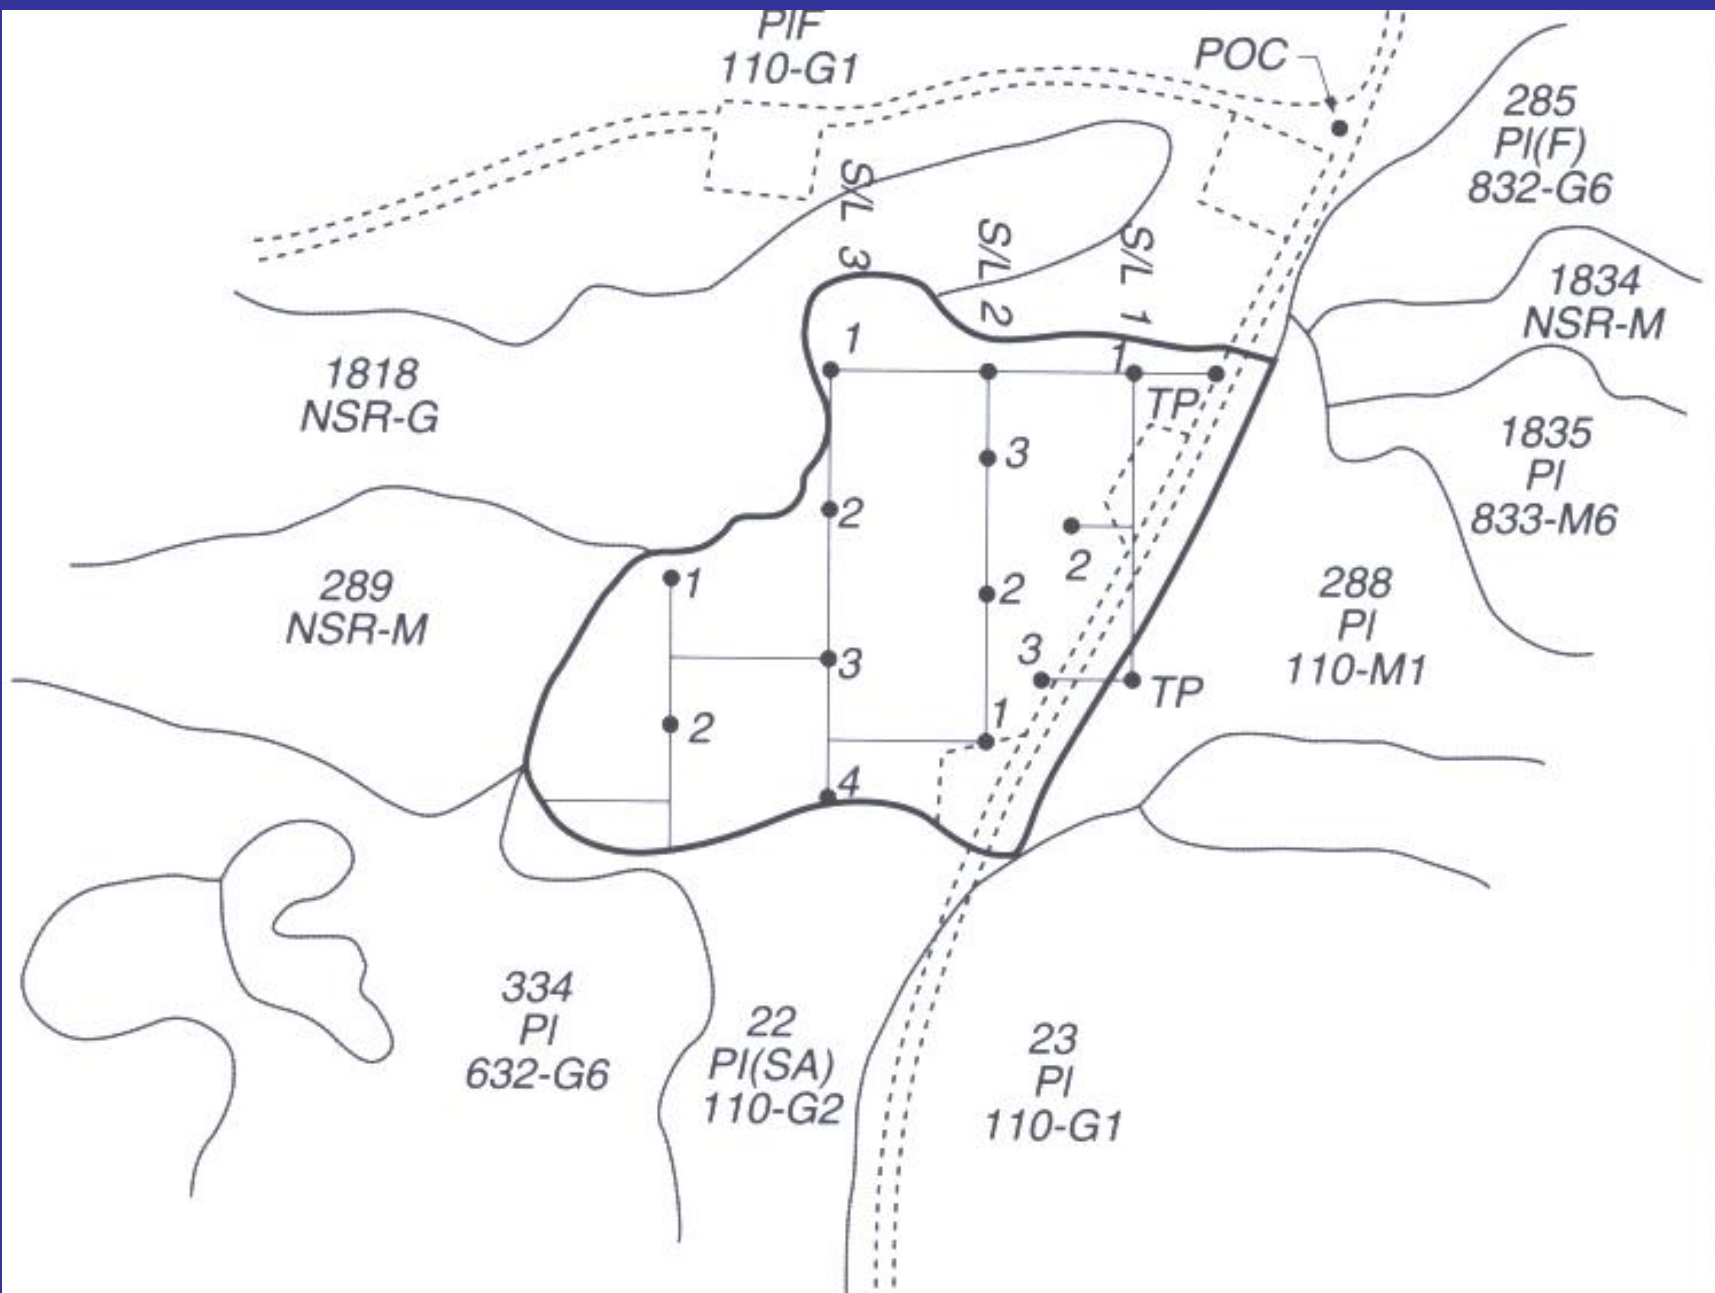 PIF
110-G1
POC
285
PI(F)
832-G6
S/L 3
S/L 2
S/L 1
1834
NSR-M
1
1
TP
1818
NSR-G
1835
PI
833-M6
3
2
2
289
NSR-M
1
2
288
PI
110-M1
3
3
TP
2
1
4
334
PI
632-G6
22
PI(SA)
110-G2
23
PI
110-G1